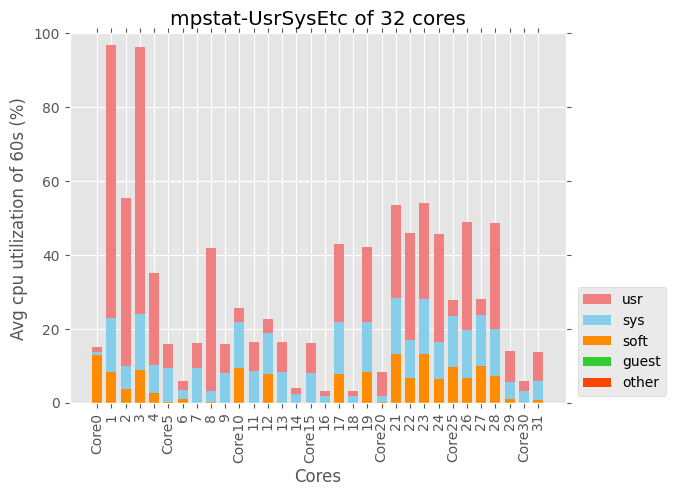 mpstat-UsrSysEtc of 32 cores
Avg cpu utilization of 60s (%)
100
80
60
40
20
0
Core0 1 2 3 4 Core5 6 7 8 9 Core10 11 12 13 14 Core15 16 17 18 19 Core20 21 22 23 24 Core25 26 27 28 29 Core30 31
Cores
usr
sys
soft
guest
other